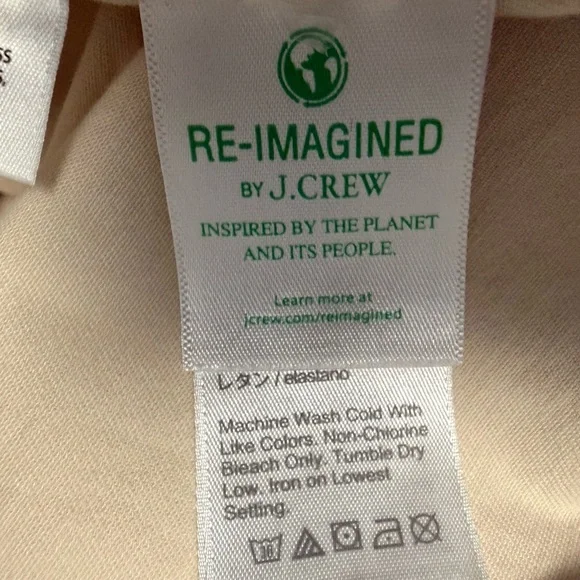 RE-IMAGINED
BY J.CREW
INSPIRED BY THE PLANET
AND ITS PEOPLE.
Learn more at
jcrew.com/reimagined
レタン/elastano
Machine Wash Cold With
Like Colors. Non-Chlorine
Bleach Only. Tumble Dry
Low. Iron on Lowest
Setting.
30